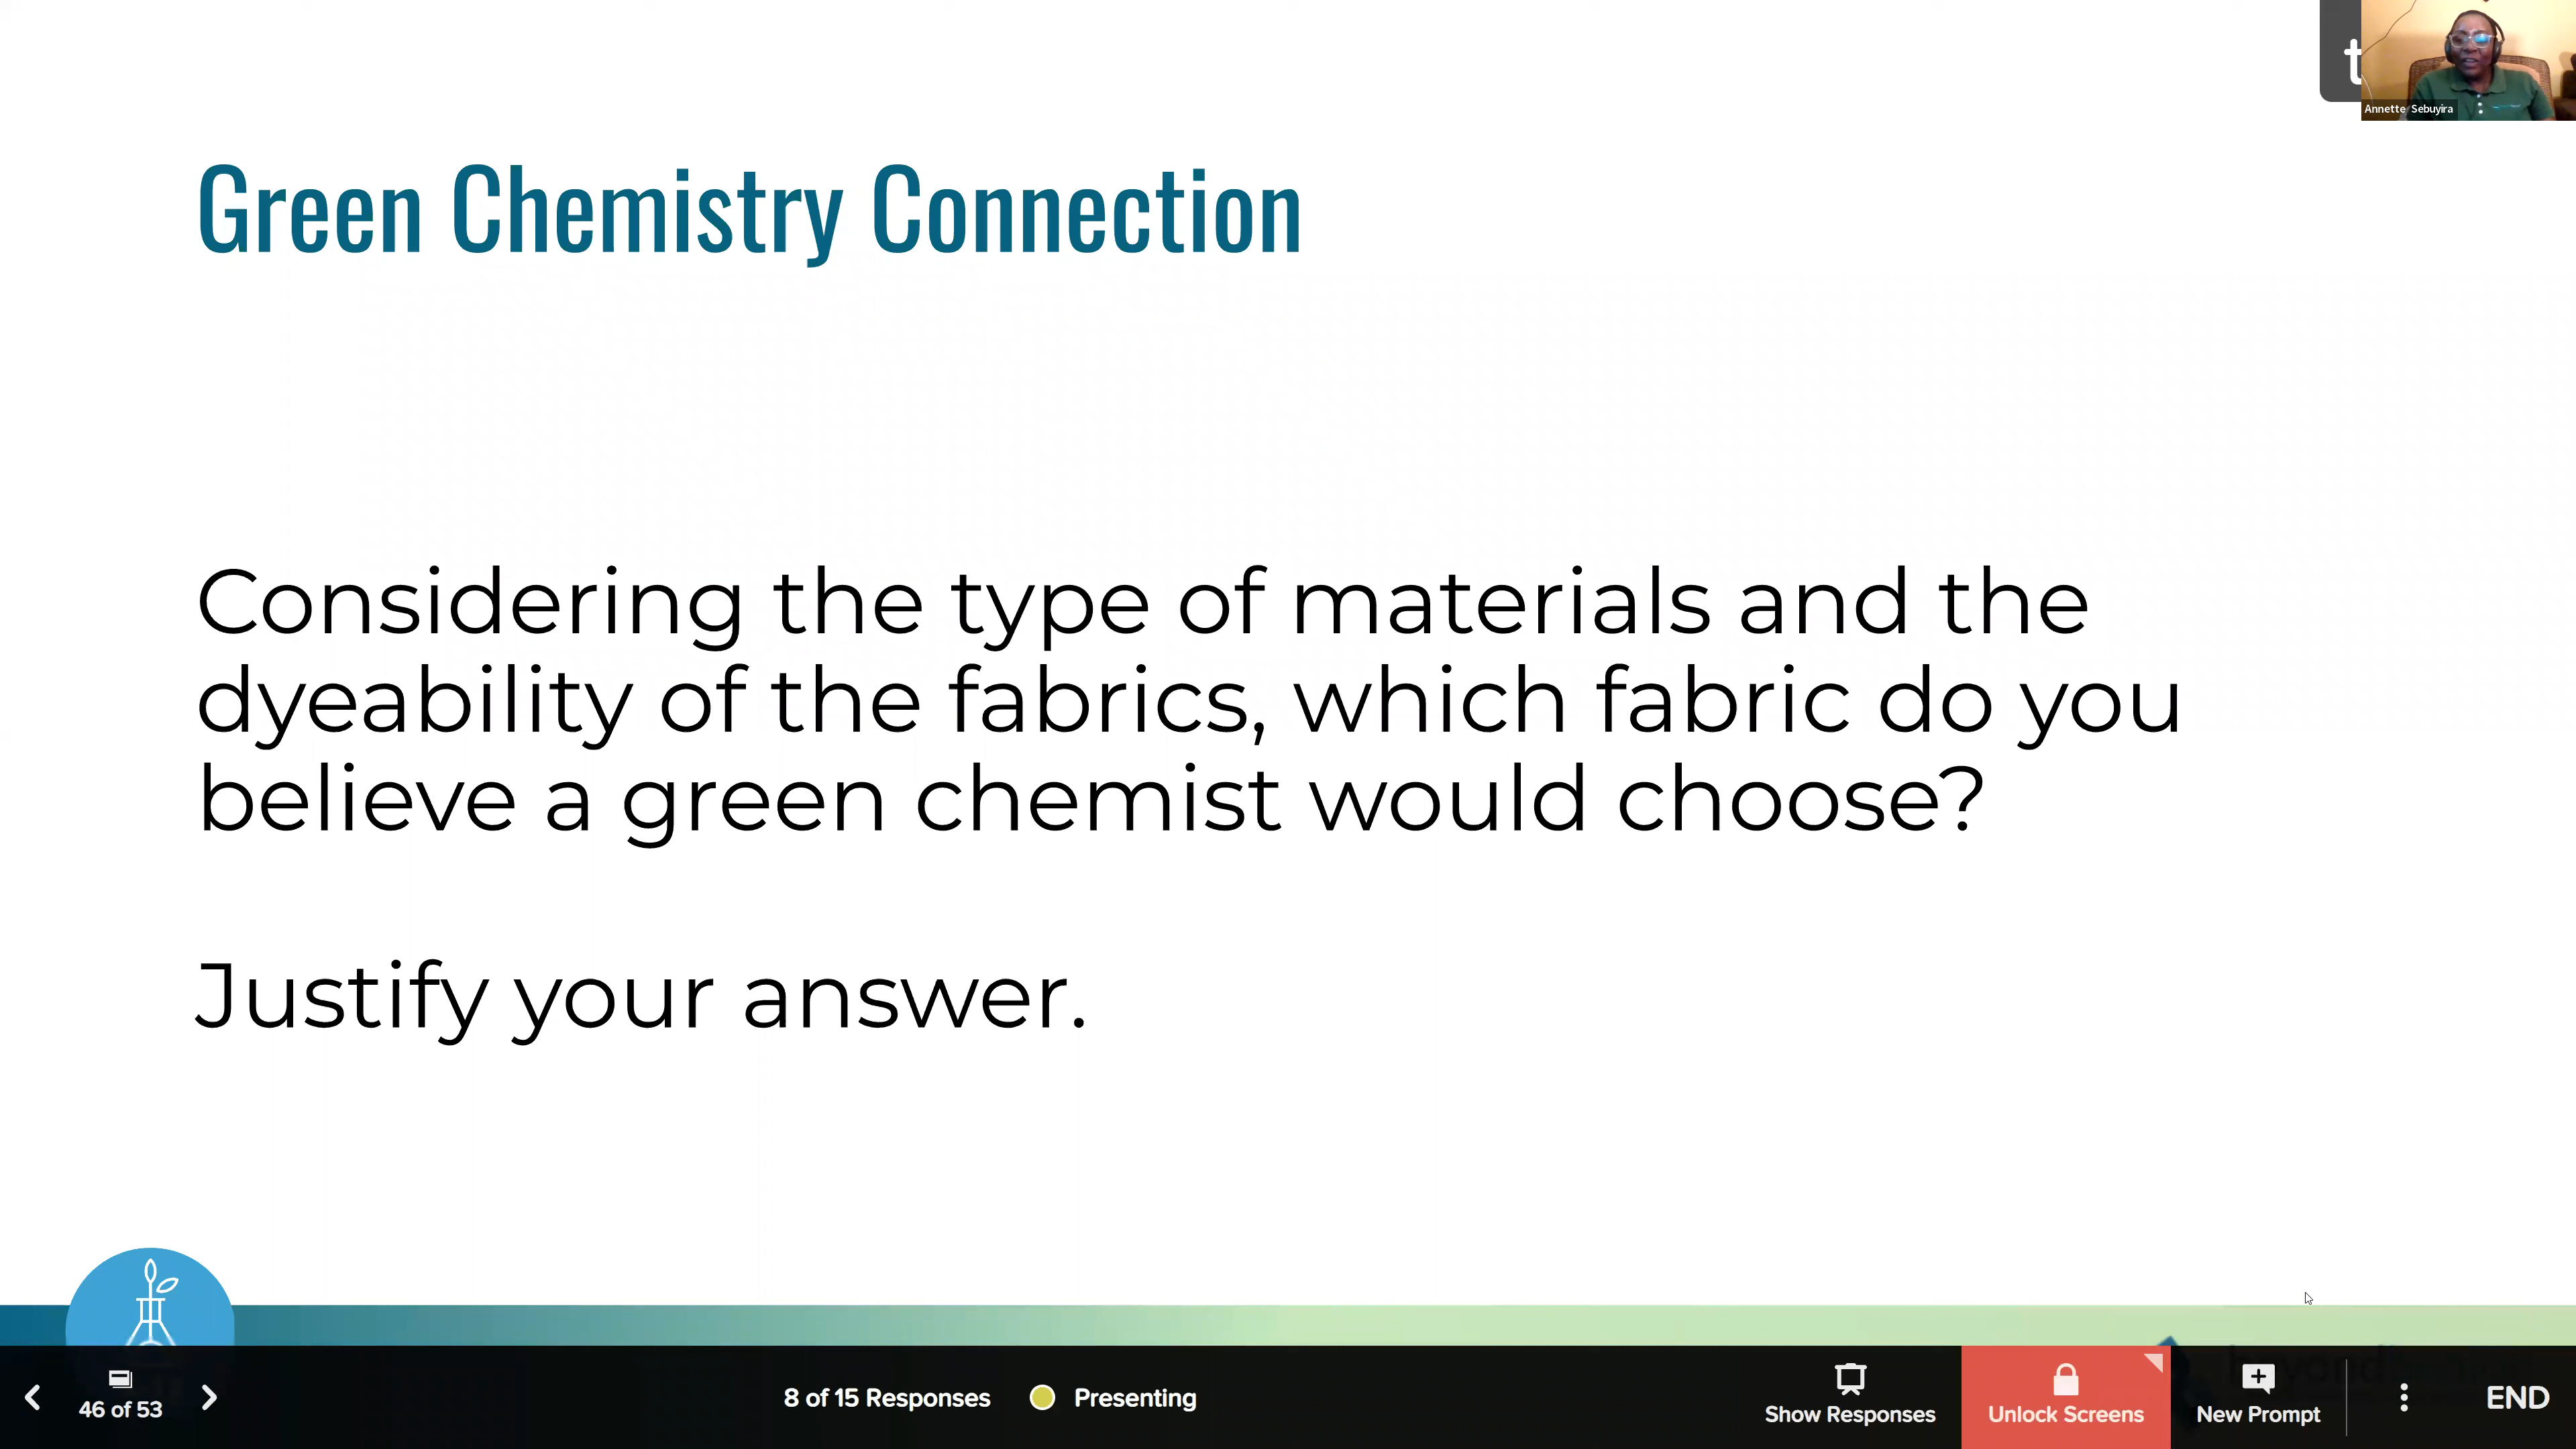 t
Annette Sebuyira
Green Chemistry Connection
Considering the type of materials and the
dyeability of the fabrics, which fabric do you
believe a green chemist would choose?
Justify your answer.
46 of 53
8 of 15 Responses
Presenting
Show Responses
Unlock Screens
New Prompt
END